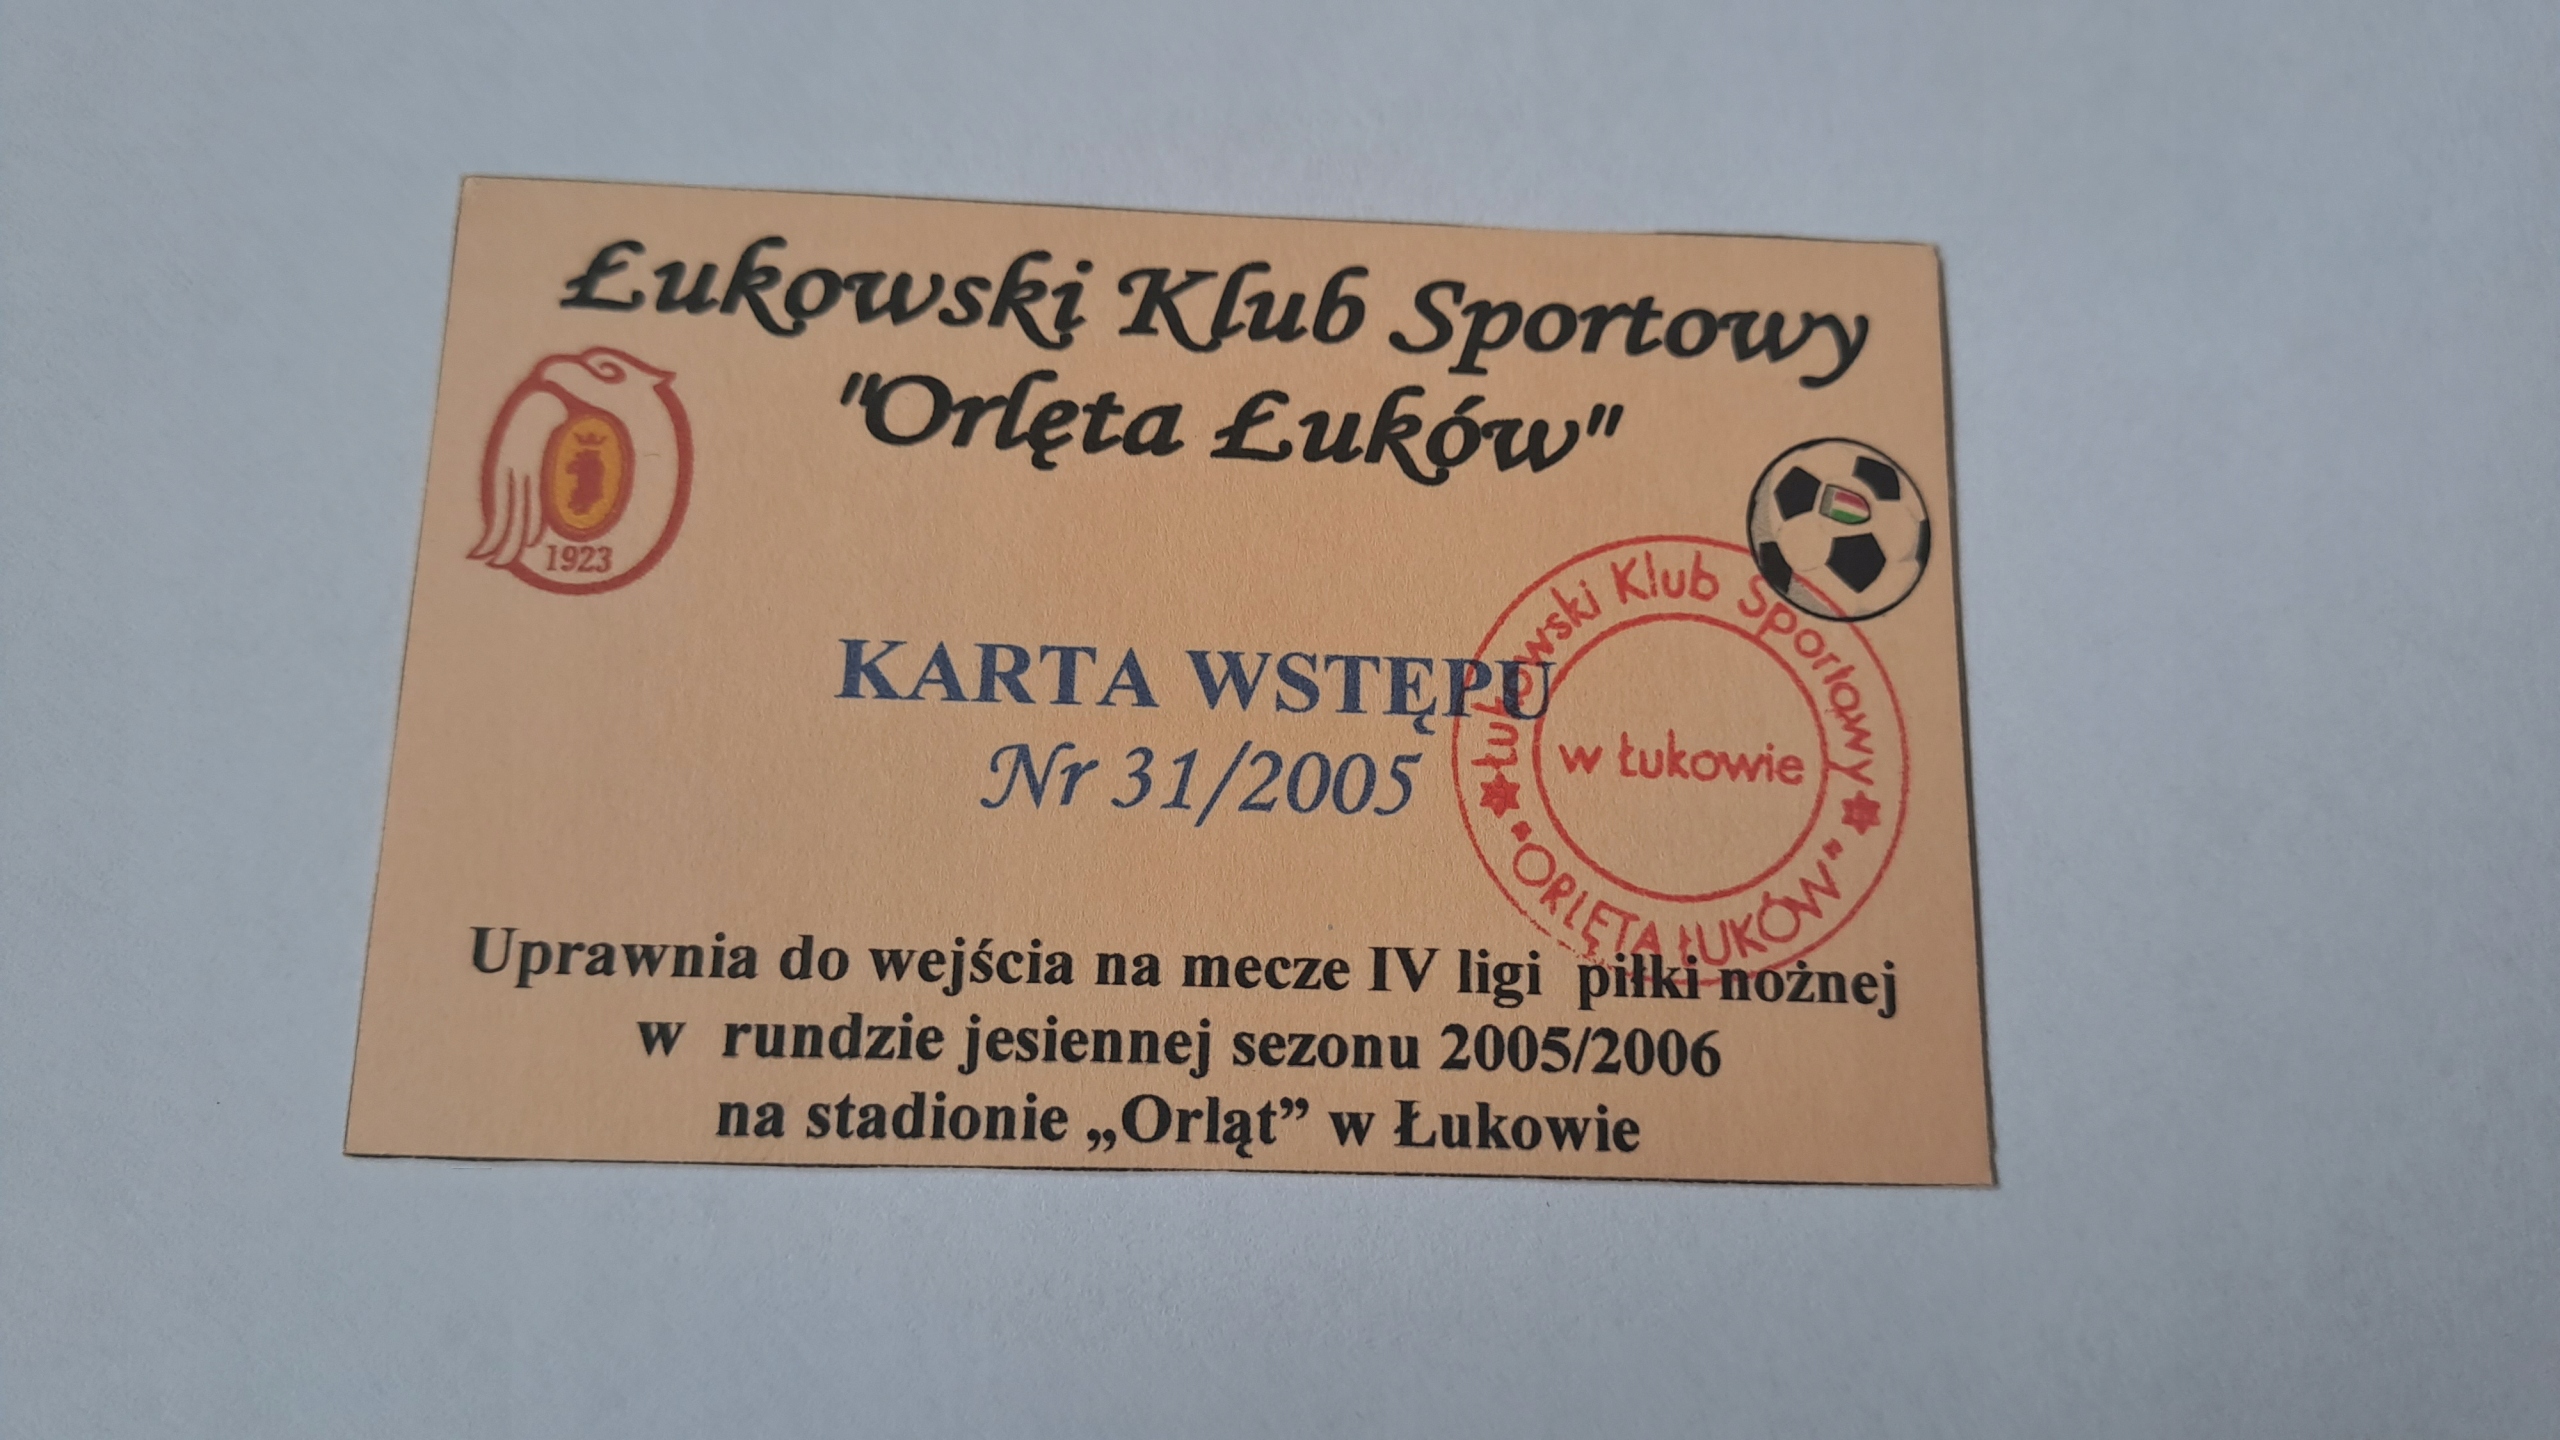 Łukowski Klub Sportowy
"Orlęta Łuków"
1923
KARTA WSTĘPU
Nr 31/2005
Łukowski Klub Sportowy
w Łukowie
"ORLĘTA ŁUKÓW"
Uprawnia do wejścia na mecze IV ligi piłki nożnej
w rundzie jesiennej sezonu 2005/2006
na stadionie „Orląt” w Łukowie